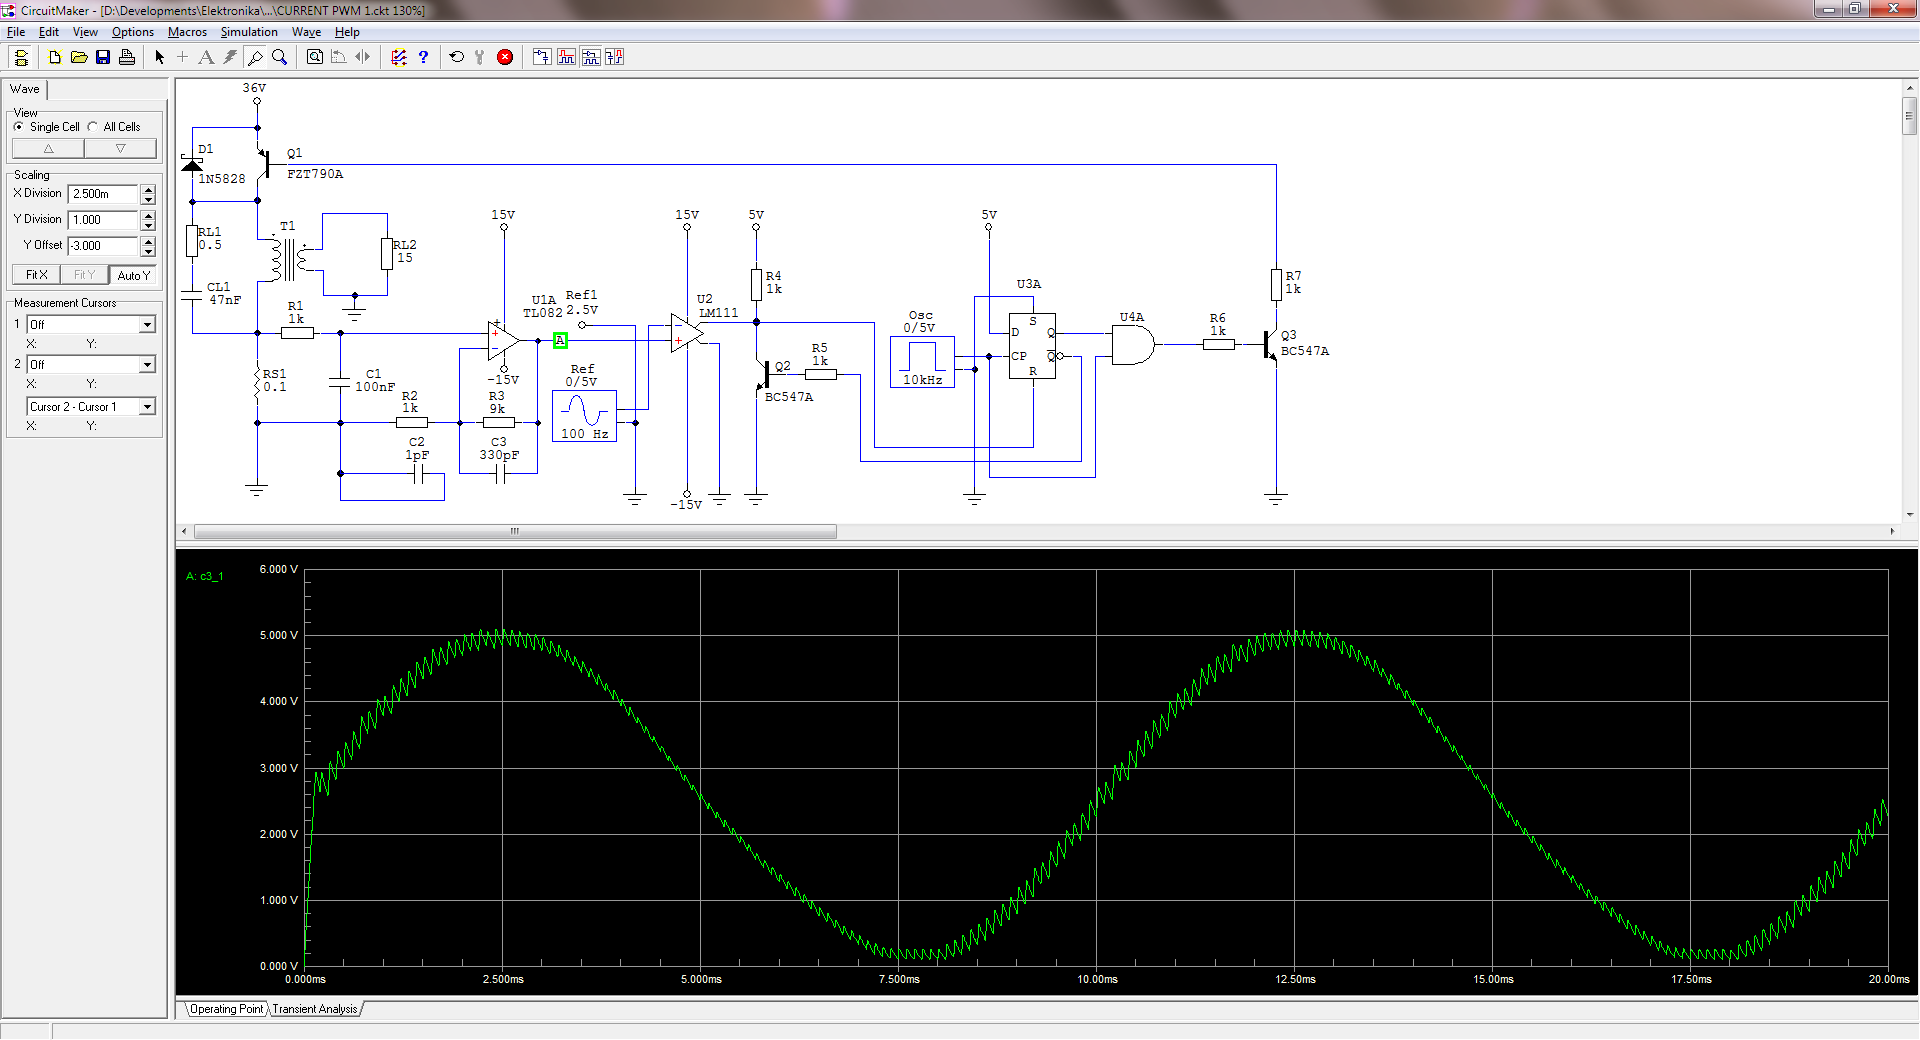 CircuitMaker - [D:\Developments\Elektronika\...\CURRENT PWM 1.ckt 130%]
File Edit View Options Macros Simulation Wave Help
Wave
View
Single Cell All Cells
Scaling
X Division 2.500m
Y Division 1.000
Y Offset -3.000
Fit X Fit Y Auto Y
Measurement Cursors
1 Off
X: Y:
2 Off
X: Y:
Cursor 2 - Cursor 1
X: Y:
36V
D1
1N5828
Q1
FZT790A
RL1
0.5
T1
RL2
15
CL1
47nF
R1
1k
RS1
0.1
C1
100nF
R2
1k
C2
1pF
15V
U1A
TL082
-15V
R3
9k
C3
330pF
A
Ref1
2.5V
Ref
0/5V
100 Hz
15V
U2
LM111
-15V
5V
R4
1k
Q2
BC547A
R5
1k
Osc
0/5V
10kHz
5V
U3A
S
D Q
CP Q
R
U4A
R6
1k
R7
1k
Q3
BC547A
A: c3_1
6.000 V
5.000 V
4.000 V
3.000 V
2.000 V
1.000 V
0.000 V
0.000ms 2.500ms 5.000ms 7.500ms 10.00ms 12.50ms 15.00ms 17.50ms 20.00ms
Operating Point Transient Analysis